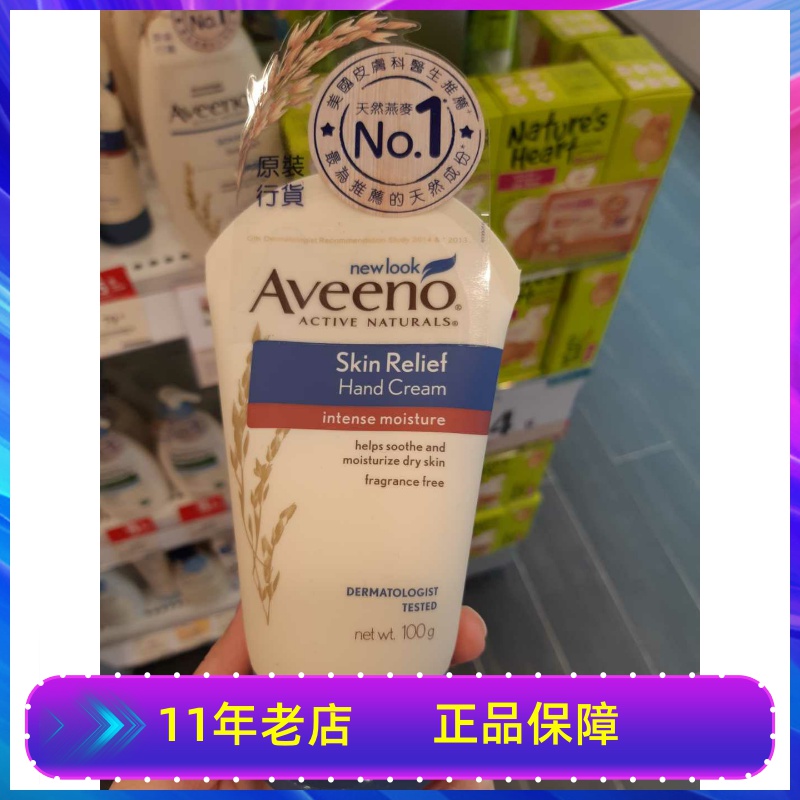 No.1
Aveeno
美國皮膚科醫生推薦
天然燕麥
No.1
最為推薦的天然成份
原裝
行貨
Nature's
Heart
new look
Aveeno®
ACTIVE NATURALS®
Skin Relief
Hand Cream
intense moisture
helps soothe and
moisturize dry skin
fragrance free
DERMATOLOGIST
TESTED
net wt. 100g
4
11年老店 正品保障